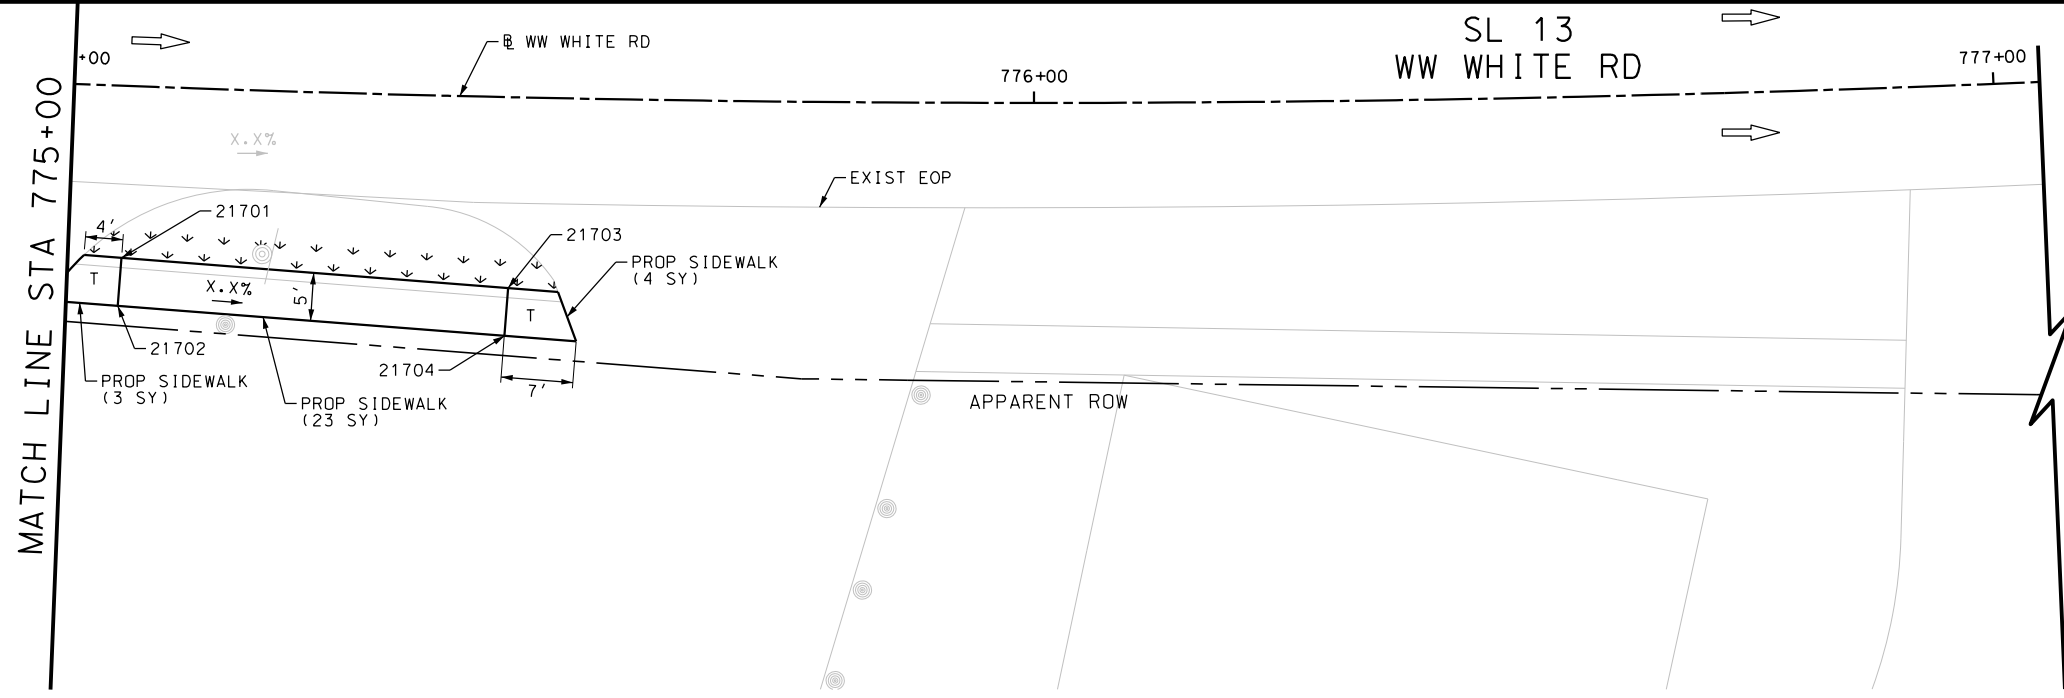 SL 13
WW WHITE RD
℄ WW WHITE RD
+00
776+00
777+00
MATCH LINE STA 775+00
X.X%
EXIST EOP
4'
21701
21703
PROP SIDEWALK
(4 SY)
T
X.X%
5'
T
21702
21704
7'
PROP SIDEWALK
(3 SY)
PROP SIDEWALK
(23 SY)
APPARENT ROW